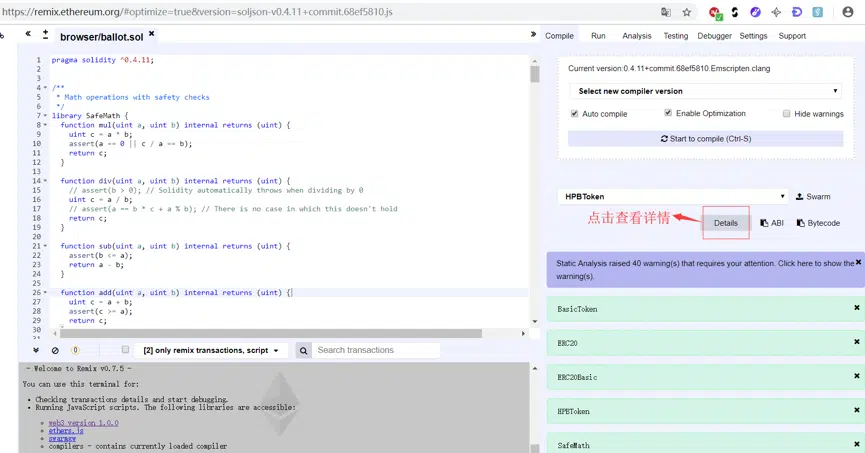 https://remix.ethereum.org/#optimize=true&version=soljson-v0.4.11+commit.68ef5810.js
browser/ballot.sol
1 pragma solidity ^0.4.11;
2
3
4 /**
5 * Math operations with safety checks
6 */
7 library SafeMath {
8 function mul(uint a, uint b) internal returns (uint) {
9 uint c = a * b;
10 assert(a == 0 || c / a == b);
11 return c;
12 }
13
14 function div(uint a, uint b) internal returns (uint) {
15 // assert(b > 0); // Solidity automatically throws when dividing by 0
16 uint c = a / b;
17 // assert(a == b * c + a % b); // There is no case in which this doesn't hold
18 return c;
19 }
20
21 function sub(uint a, uint b) internal returns (uint) {
22 assert(b <= a);
23 return a - b;
24 }
25
26 function add(uint a, uint b) internal returns (uint) {
27 uint c = a + b;
28 assert(c >= a);
29 return c;
30
0
[2] only remix transactions, script
Search transactions
- Welcome to Remix v0.7.5 -
You can use this terminal for:
• Checking transactions details and start debugging.
• Running JavaScript scripts. The following libraries are accessible:
web3 version 1.0.0
ethers.js
swarmgw
compilers - contains currently loaded compiler
Compile Run Analysis Testing Debugger Settings Support
Current version:0.4.11+commit.68ef5810.Emscripten.clang
Select new compiler version
Auto compile Enable Optimization Hide warnings
Start to compile (Ctrl-S)
HPBToken Swarm
点击查看详情 Details ABI Bytecode
Static Analysis raised 40 warning(s) that requires your attention. Click here to show the
warning(s).
BasicToken
ERC20
ERC20Basic
HPBToken
SafeMath